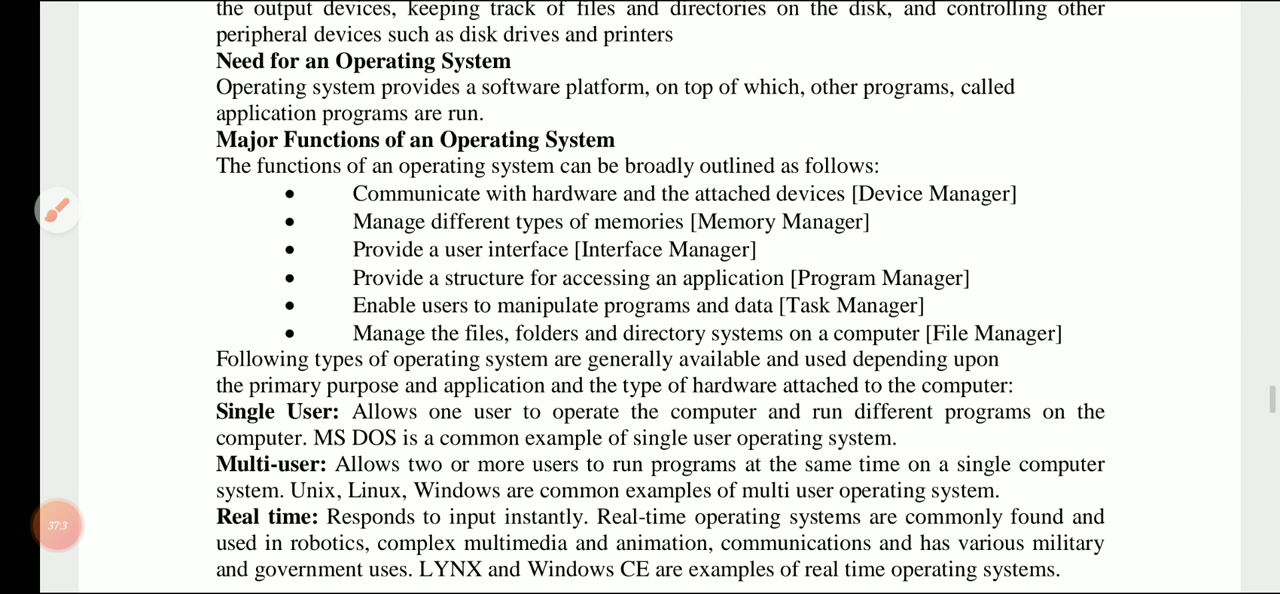 the output devices, keeping track of files and directories on the disk, and controlling other
peripheral devices such as disk drives and printers
Need for an Operating System
Operating system provides a software platform, on top of which, other programs, called
application programs are run.
Major Functions of an Operating System
The functions of an operating system can be broadly outlined as follows:
• Communicate with hardware and the attached devices [Device Manager]
• Manage different types of memories [Memory Manager]
• Provide a user interface [Interface Manager]
• Provide a structure for accessing an application [Program Manager]
• Enable users to manipulate programs and data [Task Manager]
• Manage the files, folders and directory systems on a computer [File Manager]
Following types of operating system are generally available and used depending upon
the primary purpose and application and the type of hardware attached to the computer:
Single User: Allows one user to operate the computer and run different programs on the
computer. MS DOS is a common example of single user operating system.
Multi-user: Allows two or more users to run programs at the same time on a single computer
system. Unix, Linux, Windows are common examples of multi user operating system.
Real time: Responds to input instantly. Real-time operating systems are commonly found and
used in robotics, complex multimedia and animation, communications and has various military
and government uses. LYNX and Windows CE are examples of real time operating systems.
37:3